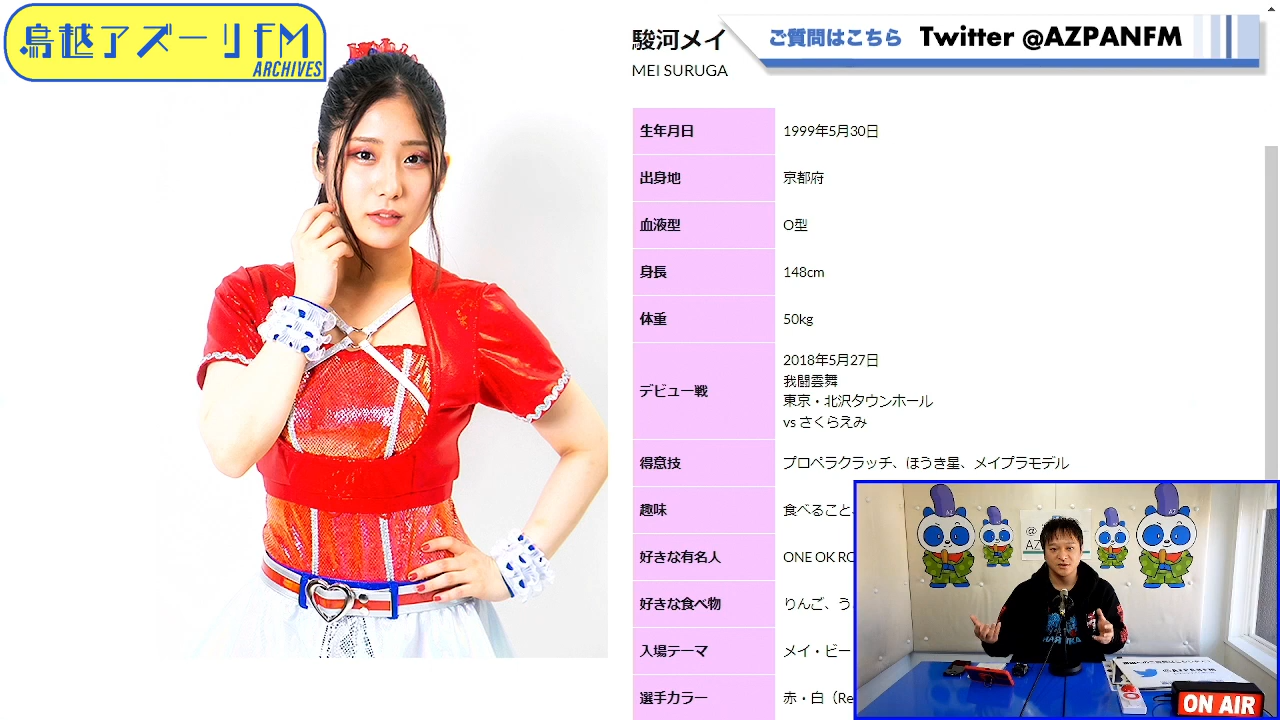 鳥越アズーリFM
ARCHIVES
駿河メイ
MEI SURUGA
ご質問はこちら Twitter @AZPANFM
生年月日 1999年5月30日
出身地 京都府
血液型 O型
身長 148cm
体重 50kg
デビュー戦 2018年5月27日
我闘雲舞
東京・北沢タウンホール
vs さくらえみ
得意技 プロペラクラッチ、ほうき星、メイプラモデル
趣味 食べること
好きな有名人 ONE OK RO
好きな食べ物 りんご、う
入場テーマ メイ・ビー
選手カラー 赤・白（Re
AZ
AZ
@
AZ
@AZPANFM
ON AIR